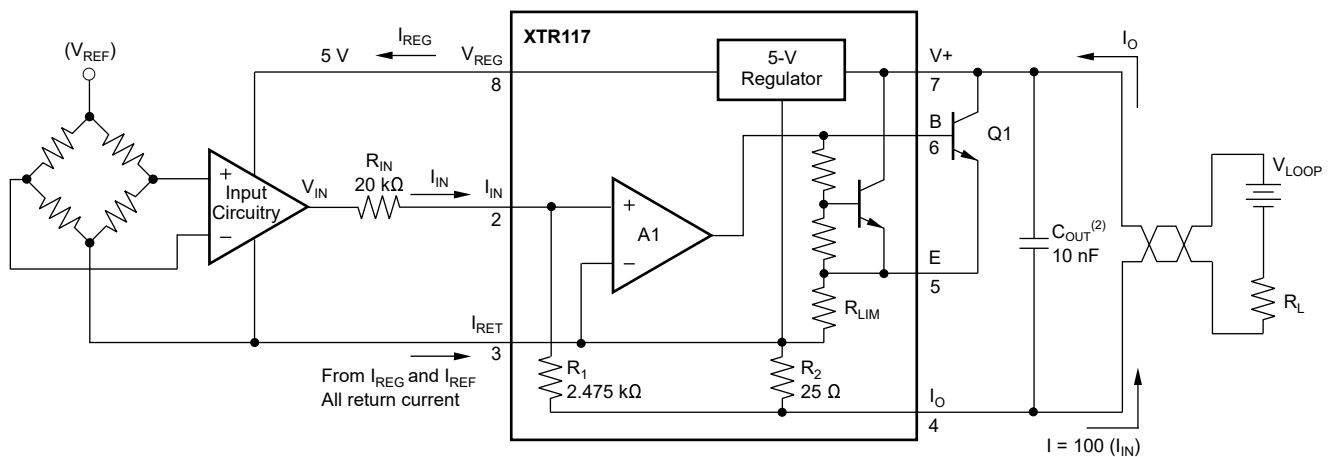 XTR117
(V_REF)
5 V
I_REG
V_REG
8
5-V
Regulator
V+
7
I_O
B
6
Q1
V_LOOP
R_IN
20 kΩ
I_IN
I_IN
2
V_IN
+
Input
Circuitry
−
+
A1
−
C_OUT(2)
10 nF
E
5
R_L
R_LIM
I_RET
3
From I_REG and I_REF
All return current
R_1
2.475 kΩ
R_2
25 Ω
I_O
4
I = 100 (I_IN)